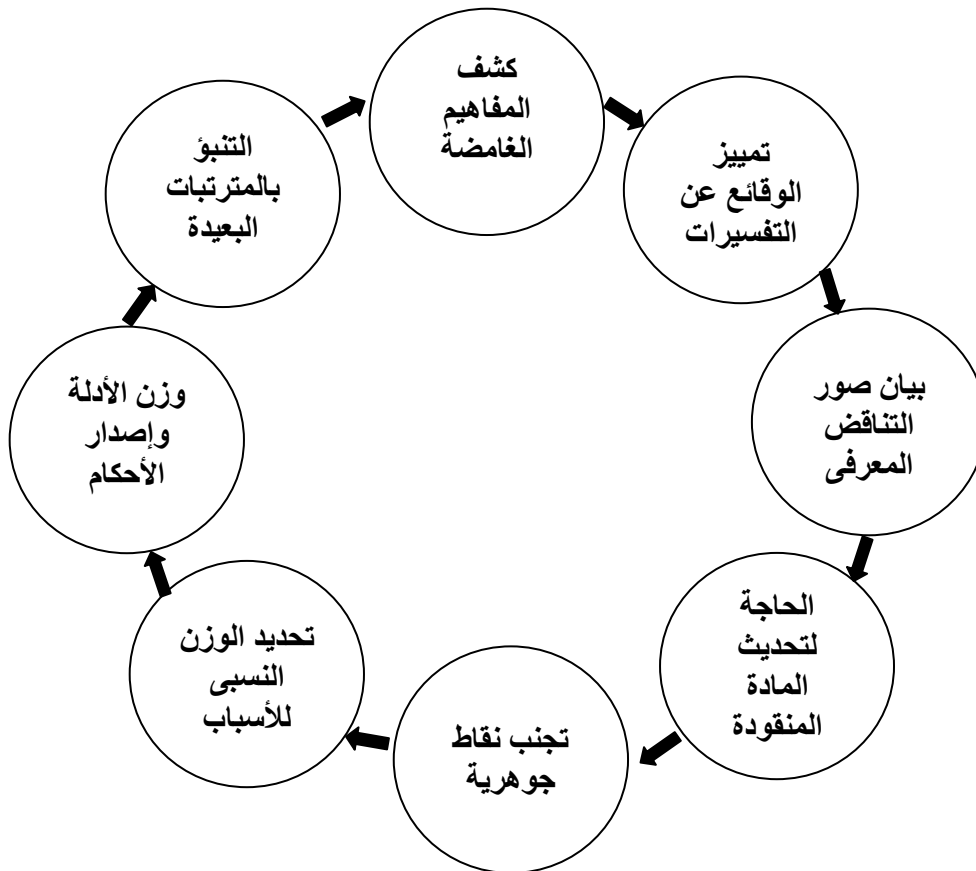 كشف
المفاهيم
الغامضة
تمييز
الوقائع عن
التفسيرات
بيان صور
التناقض
المعرفى
الحاجة
لتحديث
المادة
المنقودة
تجنب نقاط
جوهرية
تحديد الوزن
النسبى
للأسباب
وزن الأدلة
وإصدار
الأحكام
التنبؤ
بالمترتبات
البعيدة